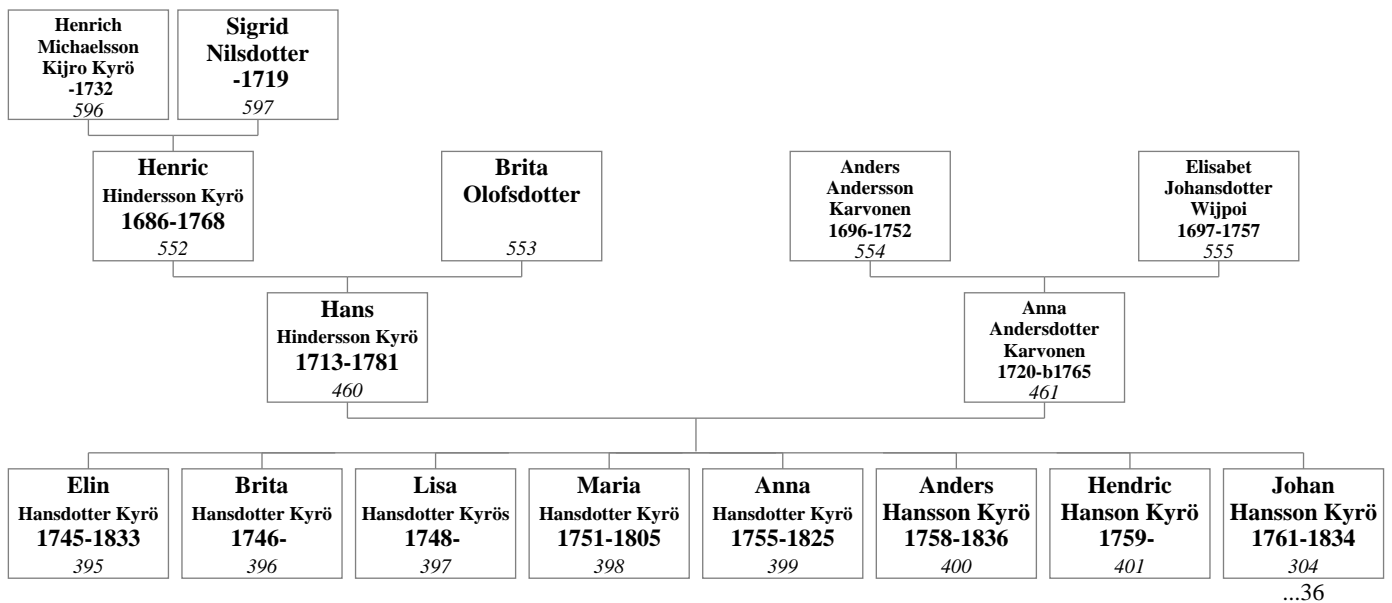 Henrich
Michaelsson
Kijro Kyrö
-1732
596
Sigrid
Nilsdotter
-1719
597
Henric
Hindersson Kyrö
1686-1768
552
Brita
Olofsdotter
553
Anders
Andersson
Karvonen
1696-1752
554
Elisabet
Johansdotter
Wijpoi
1697-1757
555
Hans
Hindersson Kyrö
1713-1781
460
Anna
Andersdotter
Karvonen
1720-b1765
461
Elin
Hansdotter Kyrö
1745-1833
395
Brita
Hansdotter Kyrö
1746-
396
Lisa
Hansdotter Kyrös
1748-
397
Maria
Hansdotter Kyrö
1751-1805
398
Anna
Hansdotter Kyrö
1755-1825
399
Anders
Hansson Kyrö
1758-1836
400
Hendric
Hanson Kyrö
1759-
401
Johan
Hansson Kyrö
1761-1834
304
...36